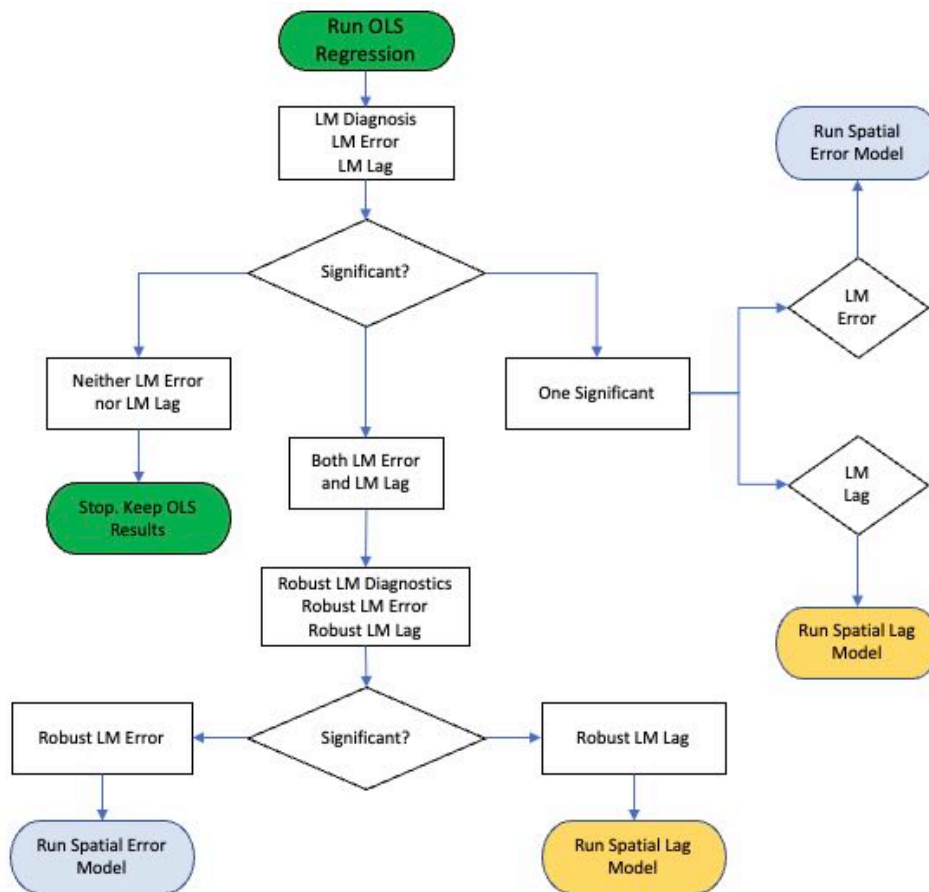 Run OLS
Regression
LM Diagnosis
LM Error
LM Lag
Run Spatial
Error Model
Significant?
LM
Error
Neither LM Error
nor LM Lag
One Significant
Both LM Error
and LM Lag
LM
Lag
Stop. Keep OLS
Results
Robust LM Diagnostics
Robust LM Error
Robust LM Lag
Run Spatial Lag
Model
Robust LM Error
Significant?
Robust LM Lag
Run Spatial Error
Model
Run Spatial Lag
Model